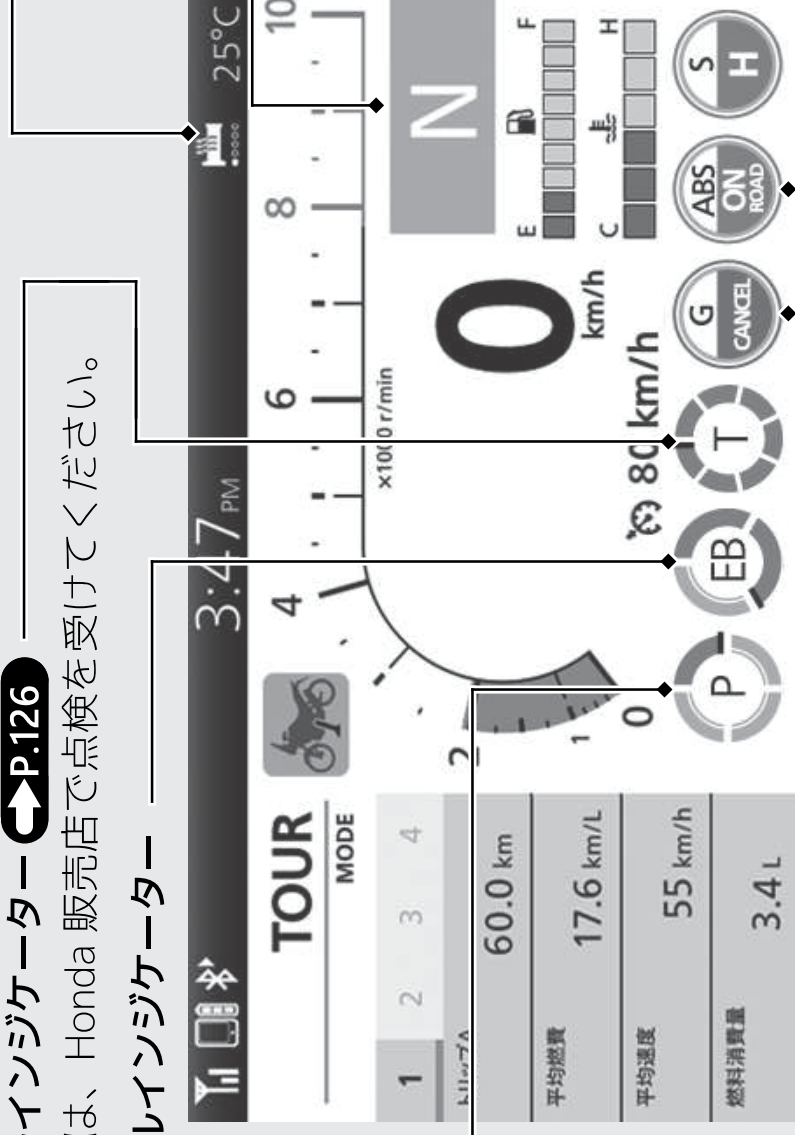 インジケーター ➡P.126
は、Honda 販売店で点検を受けてください。
レインジケーター
3:47 PM
25°C
TOUR
MODE
1 2 3 4
60.0 km
平均燃費
17.6 km/L
平均速度
55 km/h
燃料消費量
3.4 L
0 1 2 4 6 8 10
×1000 r/min
N
0
km/h
E F
C H
80 km/h
P
EB
T
G
CANCEL
ABS
ON
ROAD
S
H